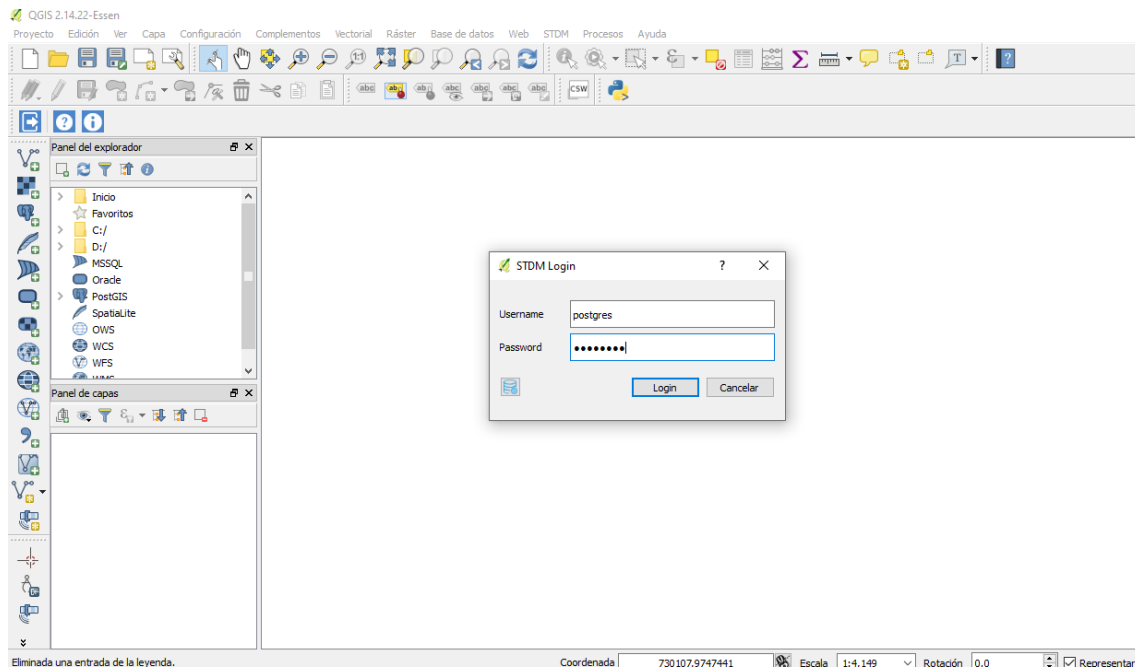 QGIS 2.14.22-Essen
Proyecto Edición Ver Capa Configuración Complementos Vectorial Ráster Base de datos Web STDM Procesos Ayuda
Panel del explorador
Inicio
Favoritos
C:/
D:/
MSSQL
Oracle
PostGIS
SpatiaLite
OWS
WCS
WFS
Panel de capas
STDM Login
Username postgres
Password ••••••••
Login Cancelar
Eliminada una entrada de la leyenda. Coordenada 730107,9747441 Escala 1:4.149 Rotación 0,0 Representar